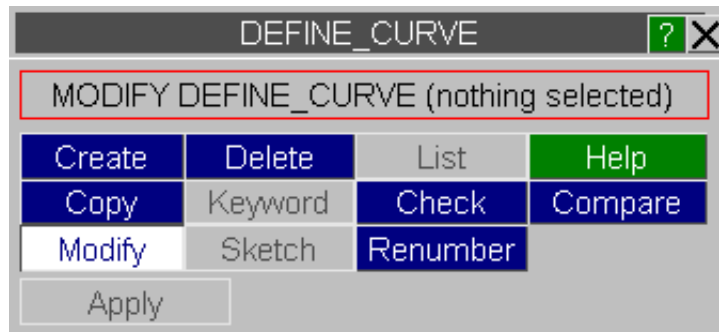 DEFINE_CURVE ? X
MODIFY DEFINE_CURVE (nothing selected)
Create Delete List Help
Copy Keyword Check Compare
Modify Sketch Renumber
Apply